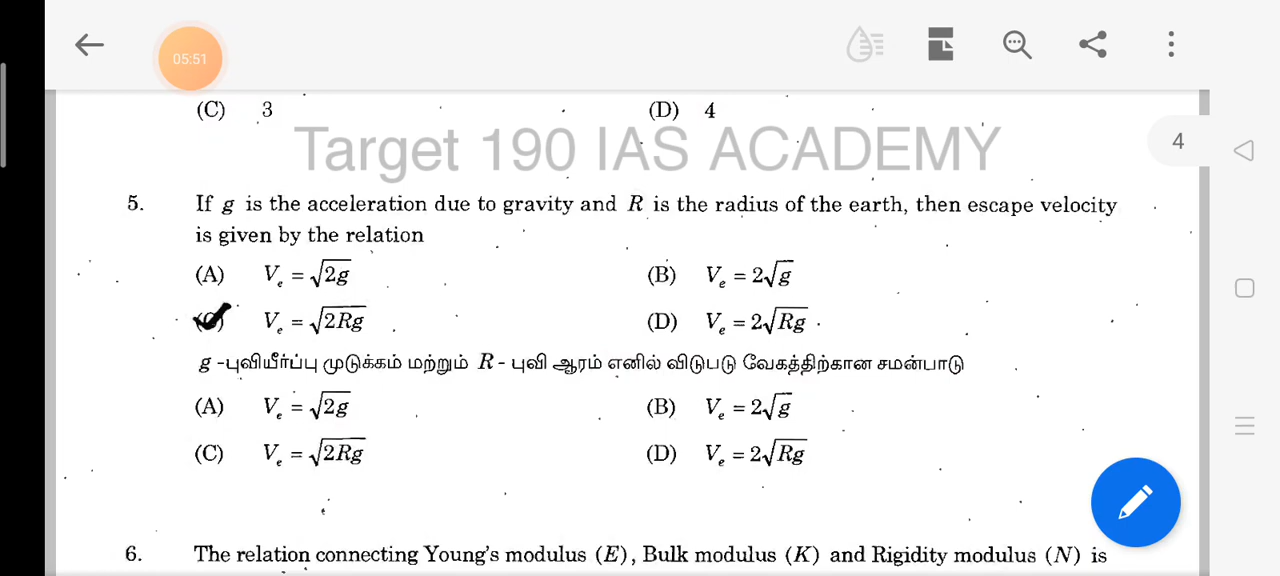 05:51
(C) 3 (D) 4
Target 190 IAS ACADEMY
4
5. If g is the acceleration due to gravity and R is the radius of the earth, then escape velocity
is given by the relation
(A) Vₑ = √2g (B) Vₑ = 2√g
(C) Vₑ = √2Rg (D) Vₑ = 2√Rg
g -புவியீர்ப்பு முடுக்கம் மற்றும் R - புவி ஆரம் எனில் விடுபடு வேகத்திற்கான சமன்பாடு
(A) Vₑ = √2g (B) Vₑ = 2√g
(C) Vₑ = √2Rg (D) Vₑ = 2√Rg
6. The relation connecting Young's modulus (E), Bulk modulus (K) and Rigidity modulus (N) is